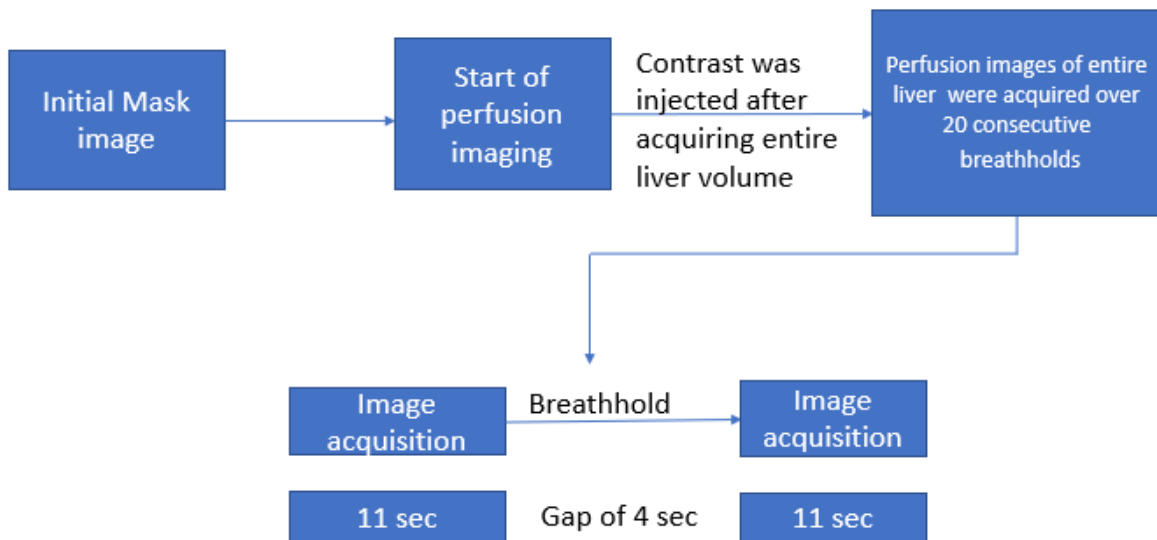 Initial Mask
image
Start of
perfusion
imaging
Contrast was
injected after
acquiring entire
liver volume
Perfusion images of entire
liver were acquired over
20 consecutive
breathholds
Image
acquisition
Breathhold
Image
acquisition
11 sec
Gap of 4 sec
11 sec